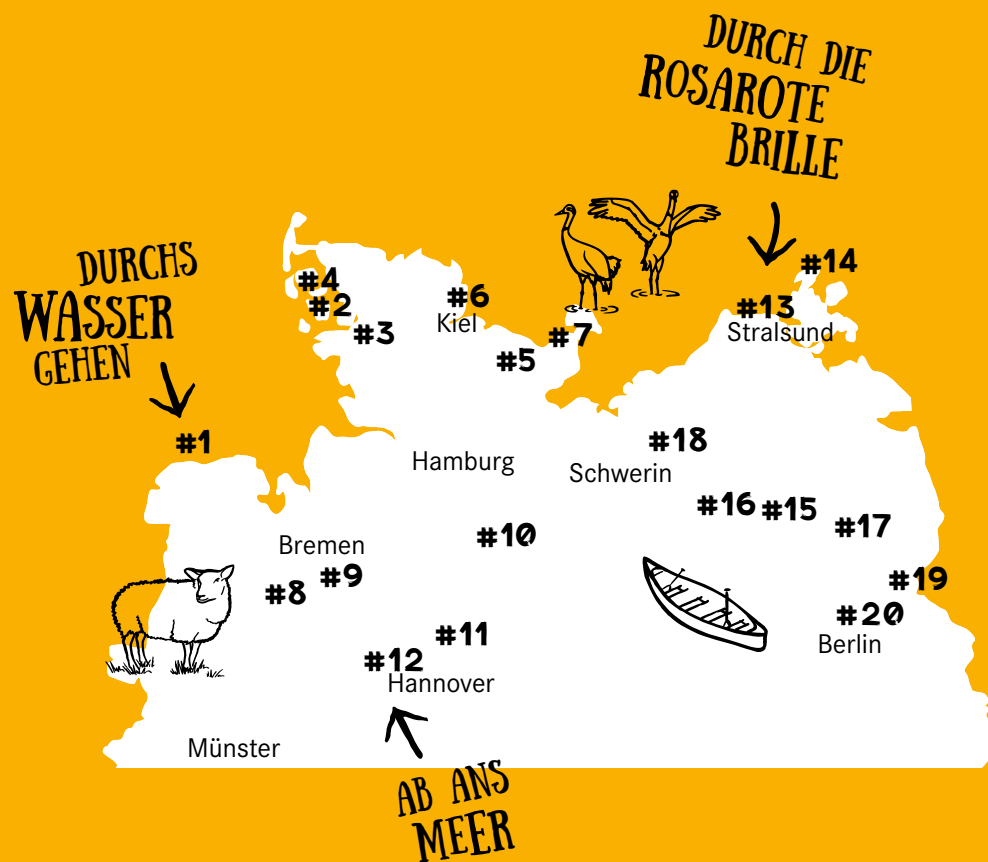 DURCH DIE
ROSAROTE
BRILLE
DURCHS
WASSER
GEHEN
#14
#4
#2
#6
#13
Kiel
#3
#7
Stralsund
#5
#1
#18
Hamburg
Schwerin
#16
#15
#17
#10
Bremen
#9
#8
#19
#20
#11
Berlin
#12
Hannover
Münster
AB ANS
MEER